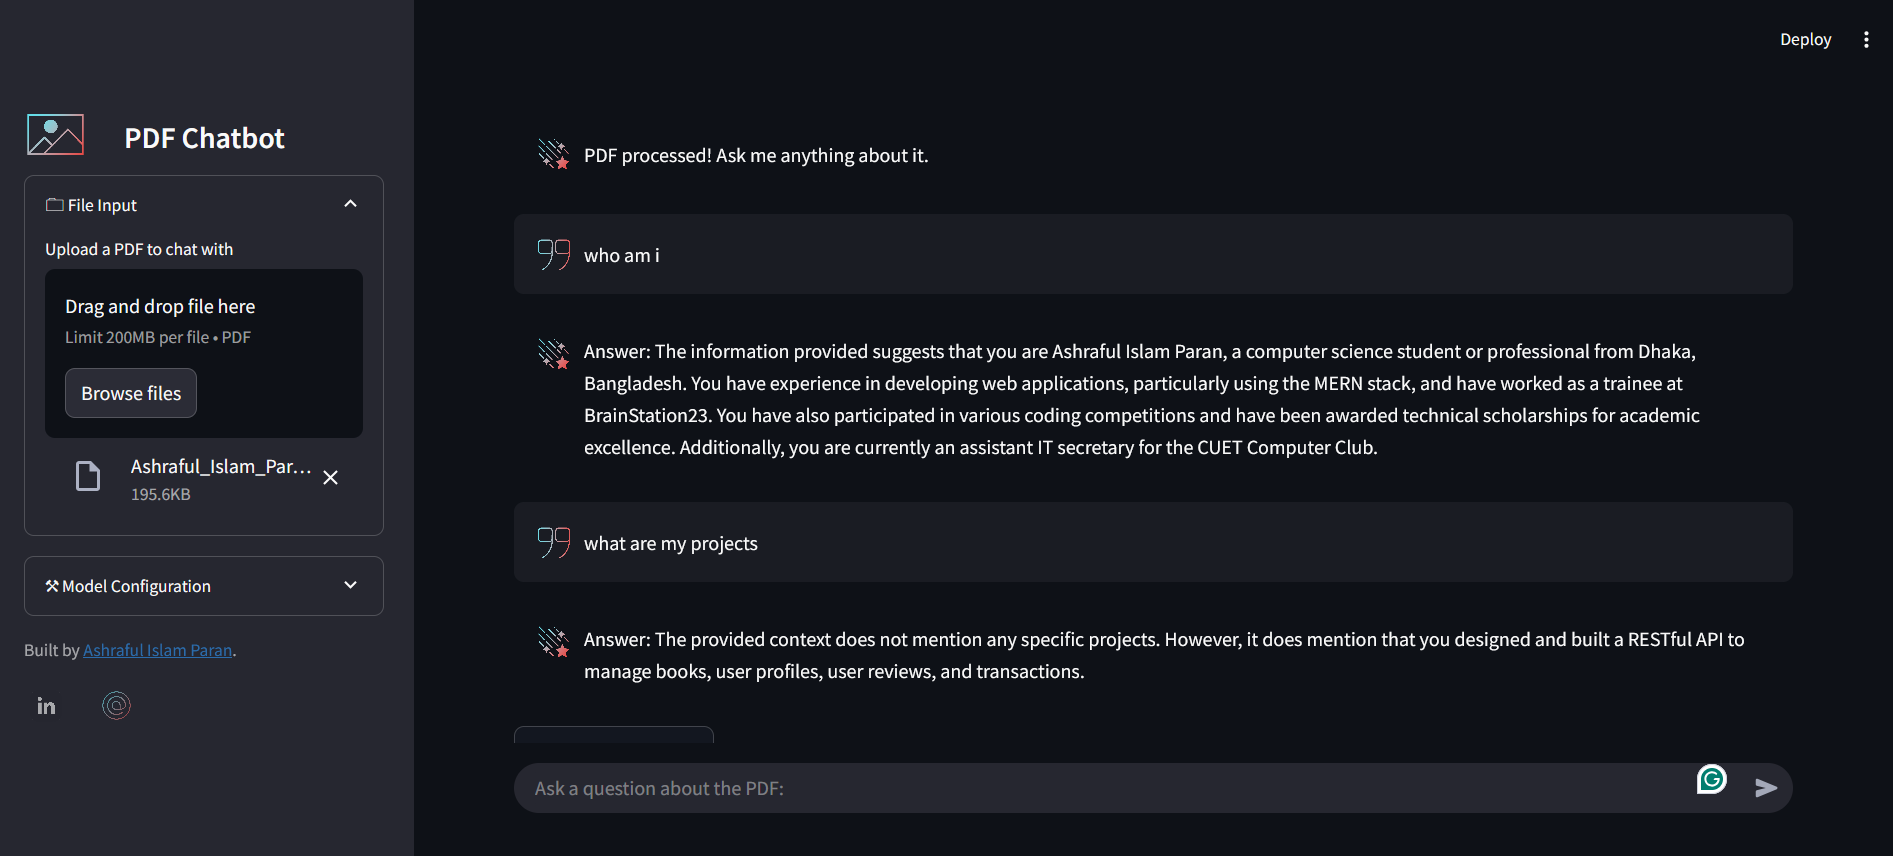 Deploy
PDF Chatbot
File Input
Upload a PDF to chat with
Drag and drop file here
Limit 200MB per file • PDF
Browse files
Ashraful_Islam_Par...
195.6KB
Model Configuration
Built by Ashraful Islam Paran.
in
PDF processed! Ask me anything about it.
who am i
Answer: The information provided suggests that you are Ashraful Islam Paran, a computer science student or professional from Dhaka,
Bangladesh. You have experience in developing web applications, particularly using the MERN stack, and have worked as a trainee at
BrainStation23. You have also participated in various coding competitions and have been awarded technical scholarships for academic
excellence. Additionally, you are currently an assistant IT secretary for the CUET Computer Club.
what are my projects
Answer: The provided context does not mention any specific projects. However, it does mention that you designed and built a RESTful API to
manage books, user profiles, user reviews, and transactions.
Ask a question about the PDF: